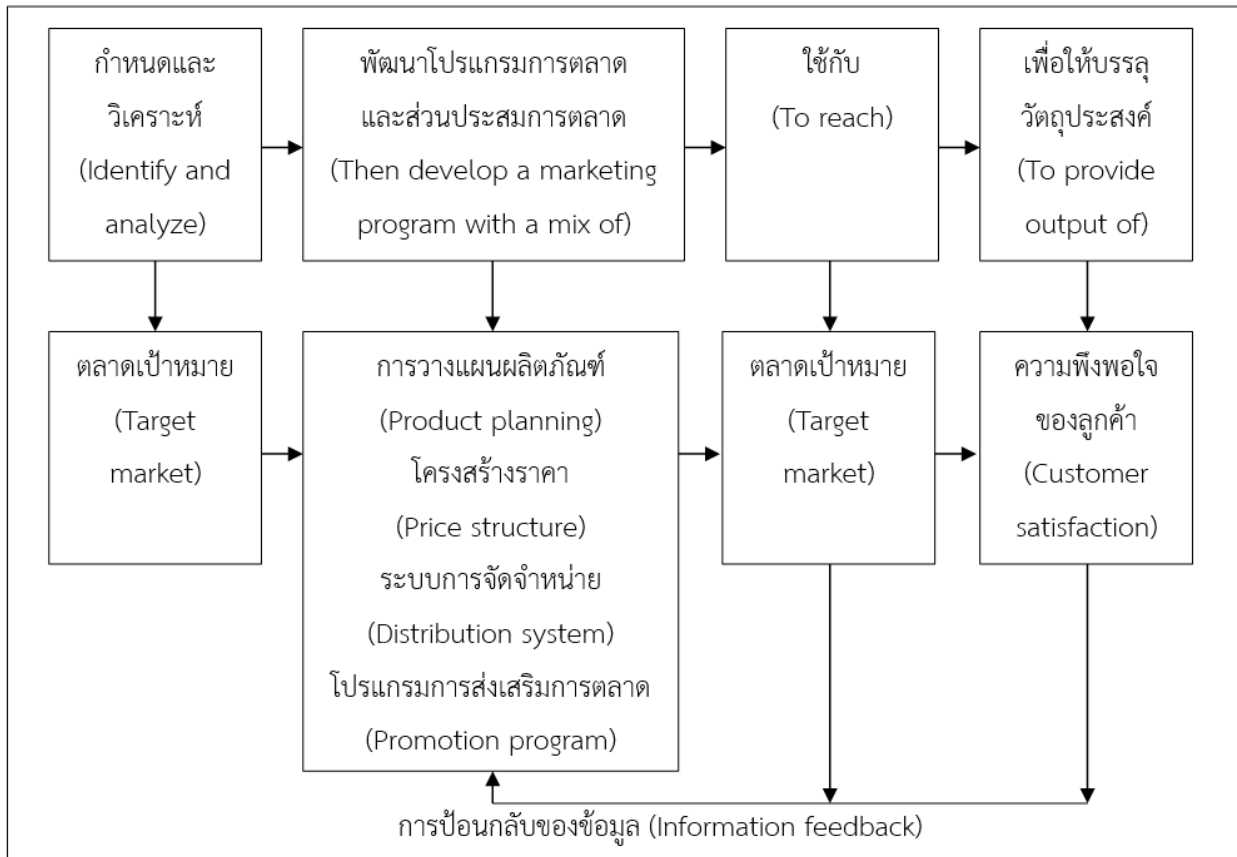 กำหนดและ
วิเคราะห์
(Identify and
analyze)
พัฒนาโปรแกรมการตลาด
และส่วนประสมการตลาด
(Then develop a marketing
program with a mix of)
ใช้กับ
(To reach)
เพื่อให้บรรลุ
วัตถุประสงค์
(To provide
output of)
ตลาดเป้าหมาย
(Target
market)
การวางแผนผลิตภัณฑ์
(Product planning)
โครงสร้างราคา
(Price structure)
ระบบการจัดจำหน่าย
(Distribution system)
โปรแกรมการส่งเสริมการตลาด
(Promotion program)
ตลาดเป้าหมาย
(Target
market)
ความพึงพอใจ
ของลูกค้า
(Customer
satisfaction)
การป้อนกลับของข้อมูล (Information feedback)